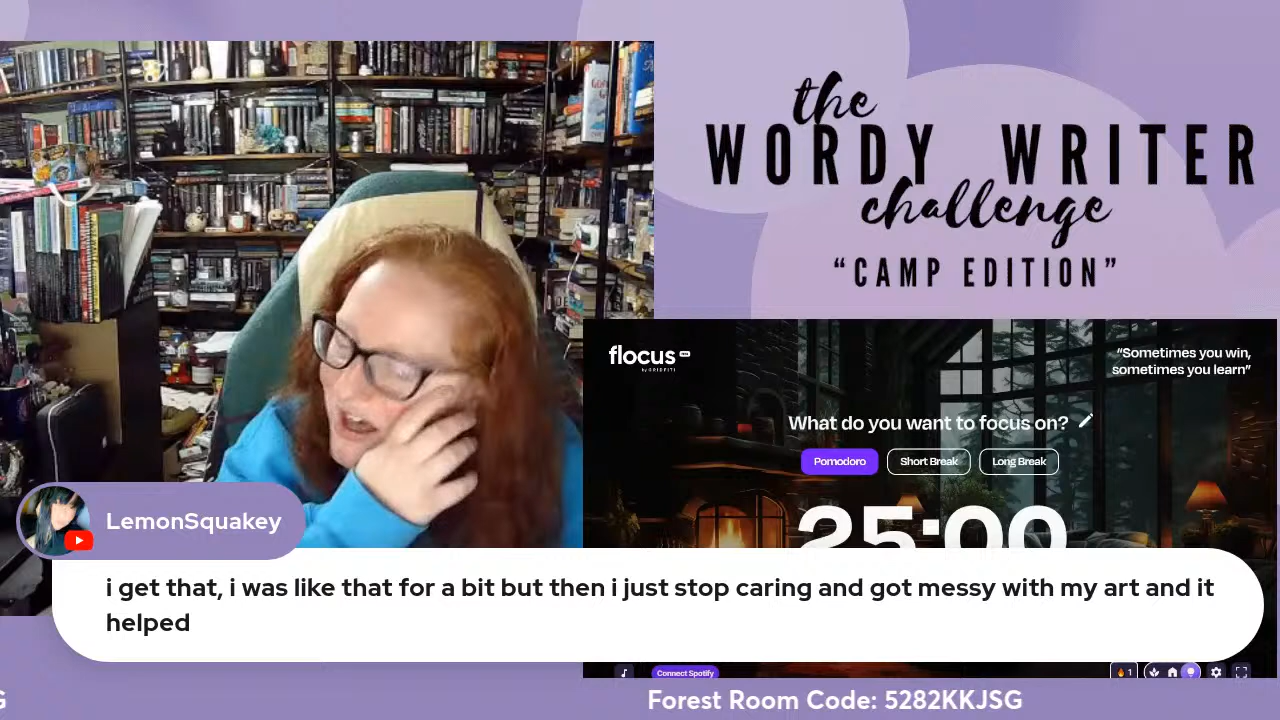 the
WORDY WRITER
challenge
“CAMP EDITION”
flocus
“Sometimes you win,
sometimes you learn”
What do you want to focus on?
Pomodoro
Short Break
Long Break
25:00
LemonSquakey
i get that, i was like that for a bit but then i just stop caring and got messy with my art and it
helped
Connect Spotify
1
G
Forest Room Code: 5282KKJSG